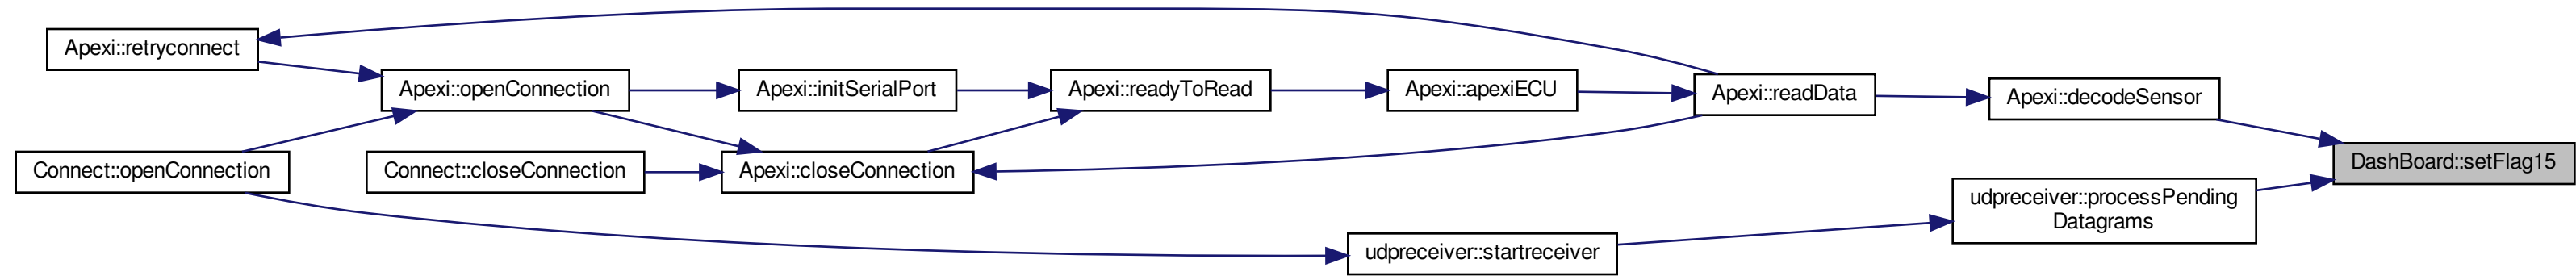 Apexi::retryconnect
Apexi::openConnection
Apexi::initSerialPort
Apexi::readyToRead
Apexi::apexiECU
Apexi::readData
Apexi::decodeSensor
Connect::openConnection
Connect::closeConnection
Apexi::closeConnection
DashBoard::setFlag15
udpreceiver::processPending
Datagrams
udpreceiver::startreceiver